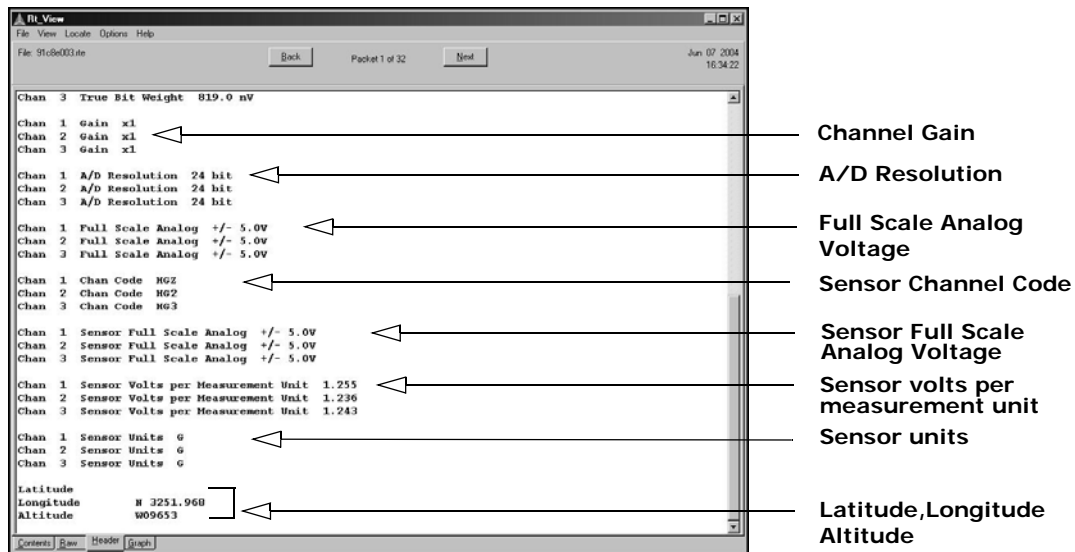 Rt_View
File View Locate Options Help
File: 91c8e003.rte
Back
Packet 1 of 32
Next
Jun 07 2004
16:34:22
Chan 3 True Bit Weight 819.0 nV
Chan 1 Gain x1
Chan 2 Gain x1
Chan 3 Gain x1
Channel Gain
Chan 1 A/D Resolution 24 bit
Chan 2 A/D Resolution 24 bit
Chan 3 A/D Resolution 24 bit
A/D Resolution
Chan 1 Full Scale Analog +/- 5.0V
Chan 2 Full Scale Analog +/- 5.0V
Chan 3 Full Scale Analog +/- 5.0V
Full Scale Analog
Voltage
Chan 1 Chan Code HGZ
Chan 2 Chan Code HG2
Chan 3 Chan Code HG3
Sensor Channel Code
Chan 1 Sensor Full Scale Analog +/- 5.0V
Chan 2 Sensor Full Scale Analog +/- 5.0V
Chan 3 Sensor Full Scale Analog +/- 5.0V
Sensor Full Scale
Analog Voltage
Chan 1 Sensor Volts per Measurement Unit 1.255
Chan 2 Sensor Volts per Measurement Unit 1.236
Chan 3 Sensor Volts per Measurement Unit 1.243
Sensor volts per
measurement unit
Chan 1 Sensor Units G
Chan 2 Sensor Units G
Chan 3 Sensor Units G
Sensor units
Latitude
Longitude N 3251.968
Altitude W09653
Latitude,Longitude
Altitude
Contents Raw Header Graph